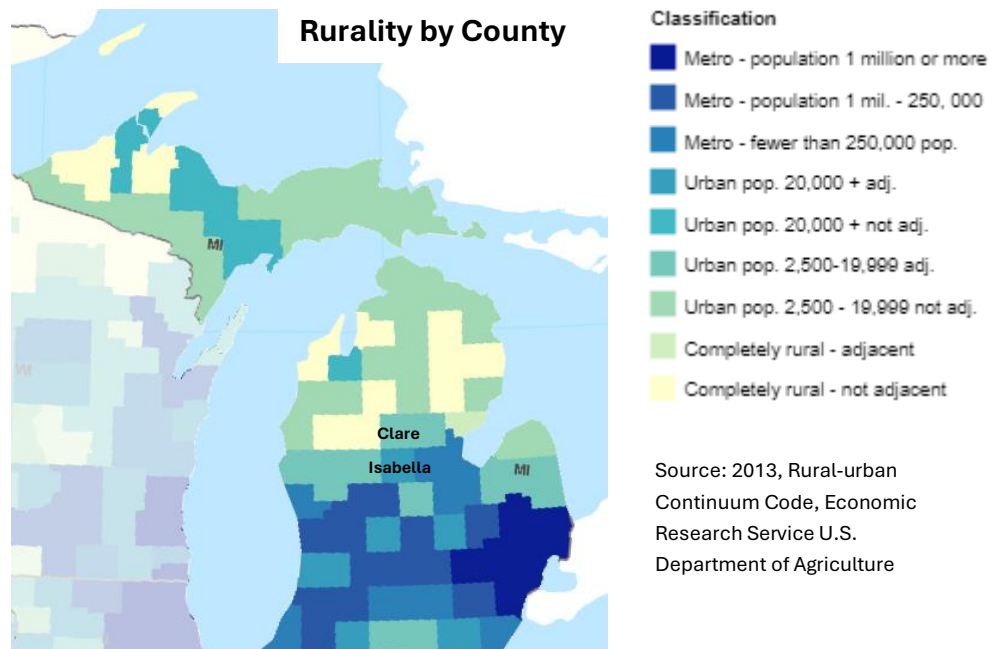 Rurality by County
Classification
Metro - population 1 million or more
Metro - population 1 mil. - 250, 000
Metro - fewer than 250,000 pop.
Urban pop. 20,000 + adj.
Urban pop. 20,000 + not adj.
Urban pop. 2,500-19,999 adj.
Urban pop. 2,500 - 19,999 not adj.
Completely rural - adjacent
Completely rural - not adjacent
MI
WI
Clare
Isabella
MI
Source: 2013, Rural-urban
Continuum Code, Economic
Research Service U.S.
Department of Agriculture